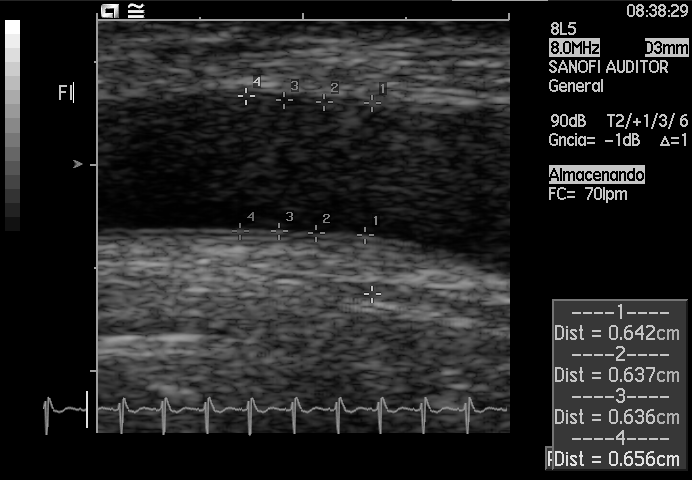 08:38:29
8L5
8.0MHz D3mm
SANOFI AUDITOR
General
90dB T2/+1/3/ 6
Gncia= -1dB Δ=1
Almacenando
FC= 70lpm
FI
4 3 2 1
4 3 2 1
----1----
Dist = 0.642cm
----2----
Dist = 0.637cm
----3----
Dist = 0.636cm
----4----
Dist = 0.656cm